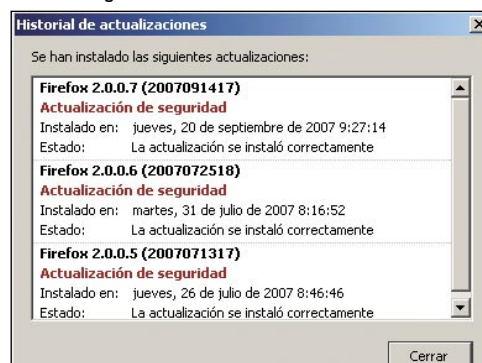 Historial de actualizaciones
Se han instalado las siguientes actualizaciones:
Firefox 2.0.0.7 (2007091417)
Actualización de seguridad
Instalado en: jueves, 20 de septiembre de 2007 9:27:14
Estado: La actualización se instaló correctamente
Firefox 2.0.0.6 (2007072518)
Actualización de seguridad
Instalado en: martes, 31 de julio de 2007 8:16:52
Estado: La actualización se instaló correctamente
Firefox 2.0.0.5 (2007071317)
Actualización de seguridad
Instalado en: jueves, 26 de julio de 2007 8:46:46
Estado: La actualización se instaló correctamente
Cerrar